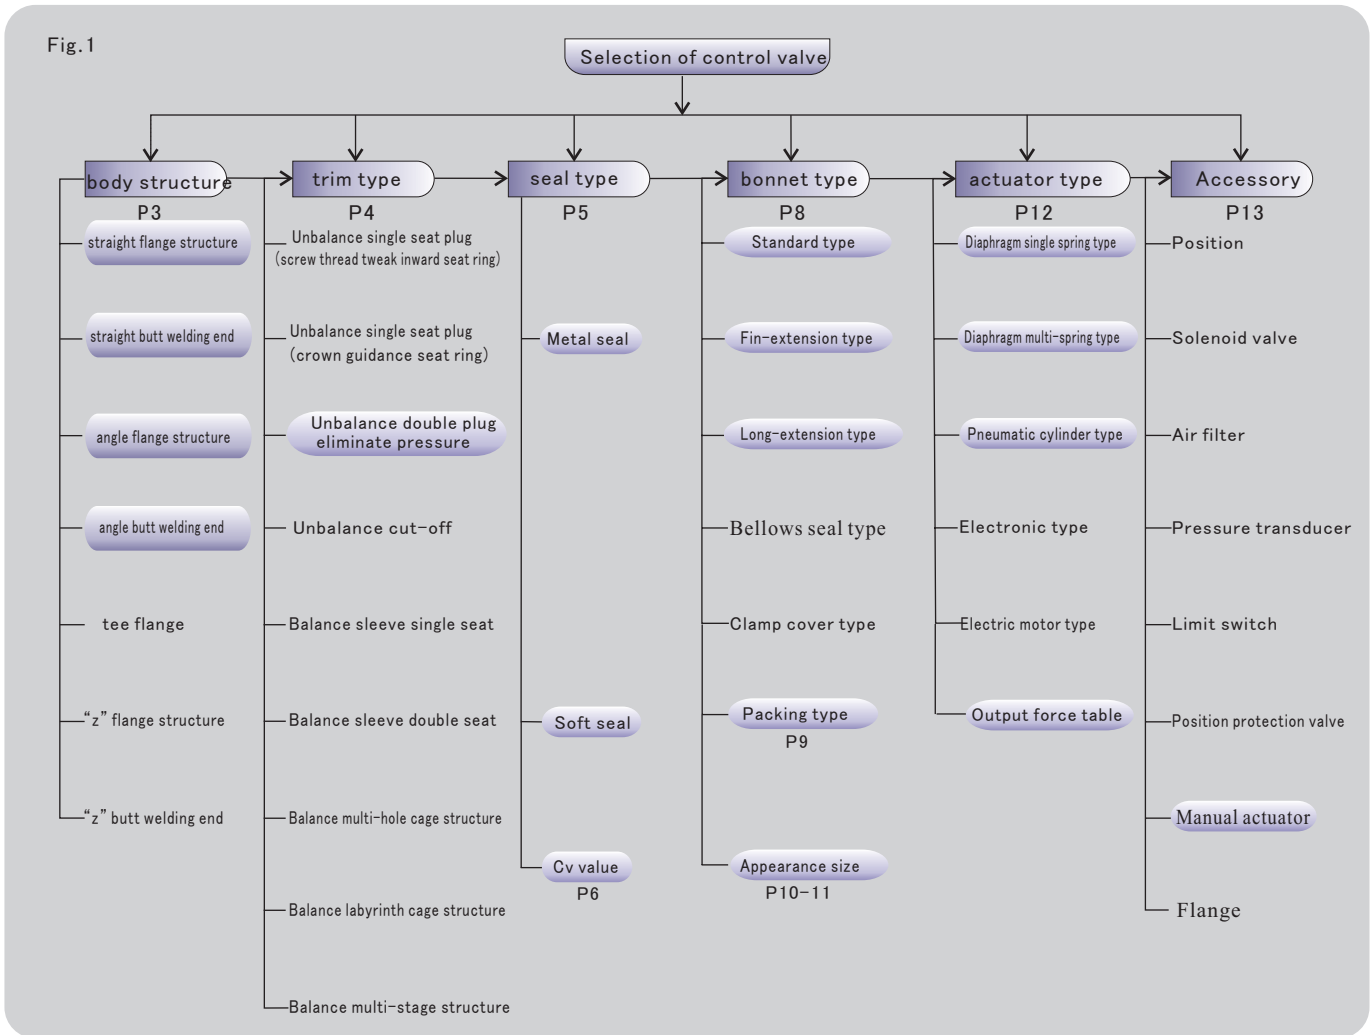 Fig.1
Selection of control valve
body structure
P3
straight flange structure
straight butt welding end
angle flange structure
angle butt welding end
tee flange
“z” flange structure
“z” butt welding end
trim type
P4
Unbalance single seat plug
(screw thread tweak inward seat ring)
Unbalance single seat plug
(crown guidance seat ring)
Unbalance double plug
eliminate pressure
Unbalance cut-off
Balance sleeve single seat
Balance sleeve double seat
Balance multi-hole cage structure
Balance labyrinth cage structure
Balance multi-stage structure
seal type
P5
Metal seal
Soft seal
Cv value
P6
bonnet type
P8
Standard type
Fin-extension type
Long-extension type
Bellows seal type
Clamp cover type
Packing type
P9
Appearance size
P10-11
actuator type
P12
Diaphragm single spring type
Diaphragm multi-spring type
Pneumatic cylinder type
Electronic type
Electric motor type
Output force table
Accessory
P13
Position
Solenoid valve
Air filter
Pressure transducer
Limit switch
Position protection valve
Manual actuator
Flange